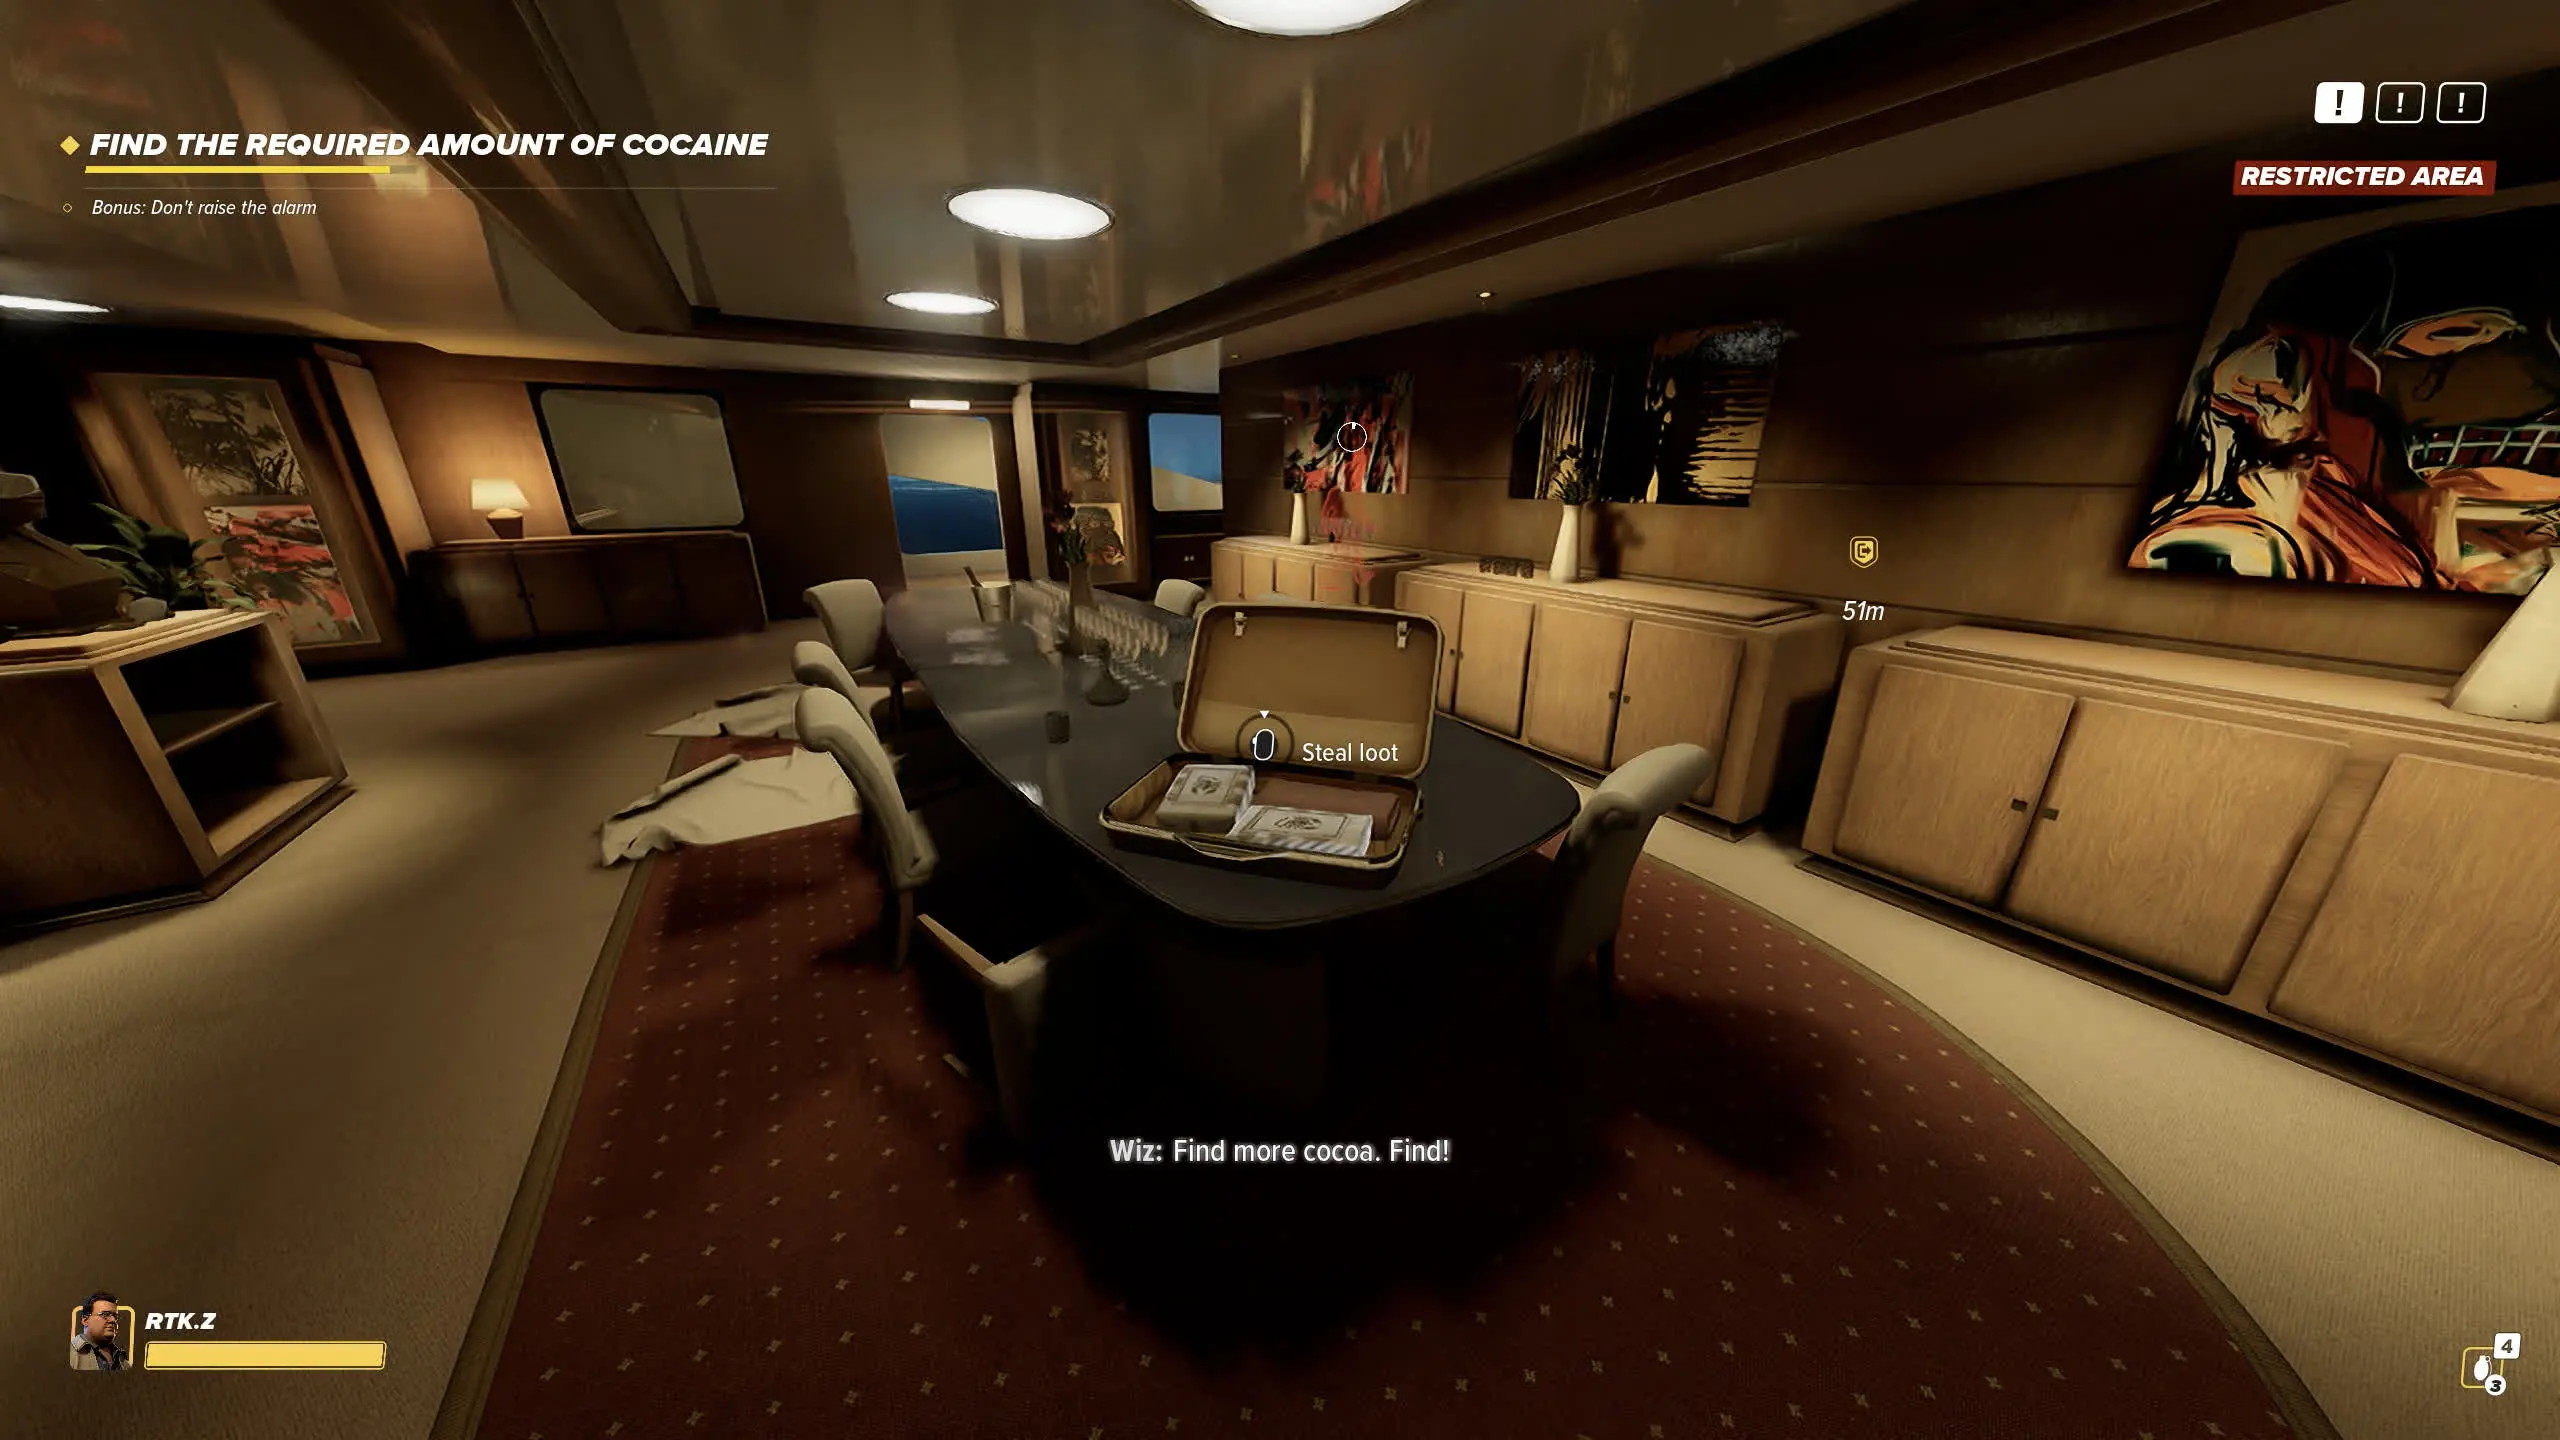 FIND THE REQUIRED AMOUNT OF COCAINE
Bonus: Don't raise the alarm
! ! !
RESTRICTED AREA
51m
Steal loot
Wiz: Find more cocoa. Find!
RTK.Z
4
3